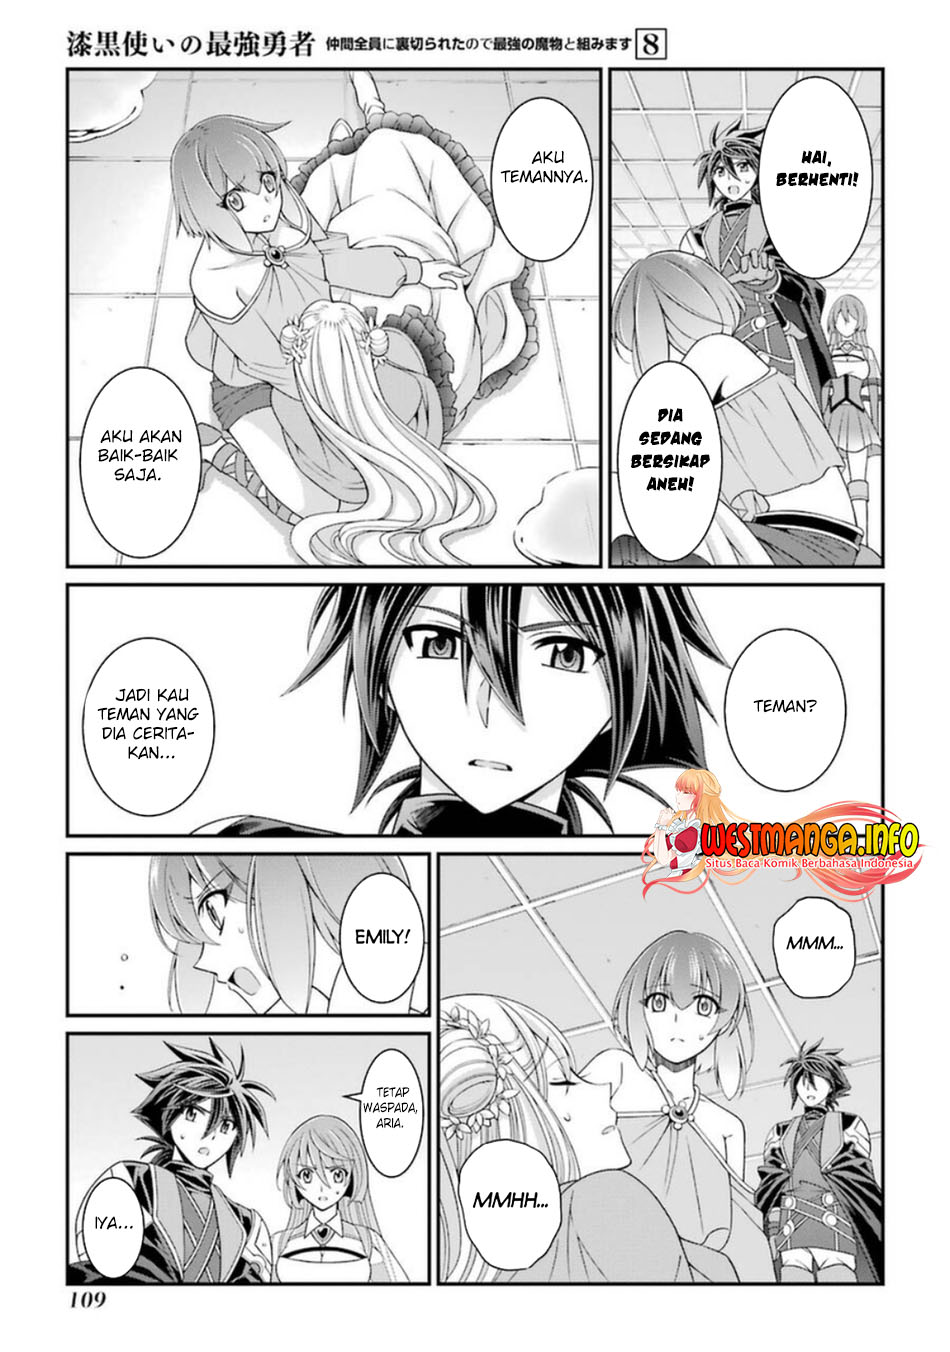 漆黒使いの最強勇者 仲間全員に裏切られたので最強の魔物と組みます 8
HAI,
BERHENTI!
DIA
SEDANG
BERSIKAP
ANEH!
AKU
TEMANNYA.
AKU AKAN
BAIK-BAIK
SAJA.
TEMAN?
JADI KAU
TEMAN YANG
DIA CERITA-
KAN...
WESTMANGA.INFO
Situs Baca Komik Berbahasa Indonesia
MMM...
MMHH...
EMILY!
TETAP
WASPADA,
ARIA.
IYA...
109